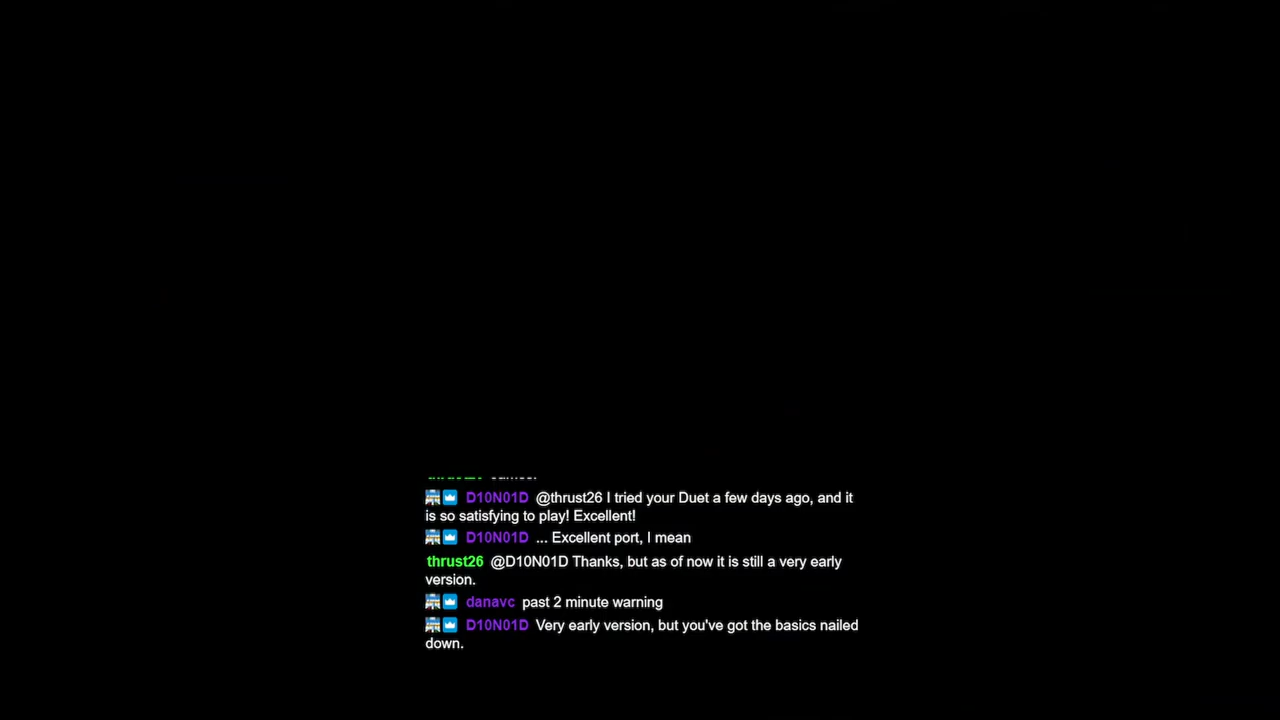 D10N01D @thrust26 I tried your Duet a few days ago, and it
is so satisfying to play! Excellent!
D10N01D ... Excellent port, I mean
thrust26 @D10N01D Thanks, but as of now it is still a very early
version.
danavc past 2 minute warning
D10N01D Very early version, but you've got the basics nailed
down.